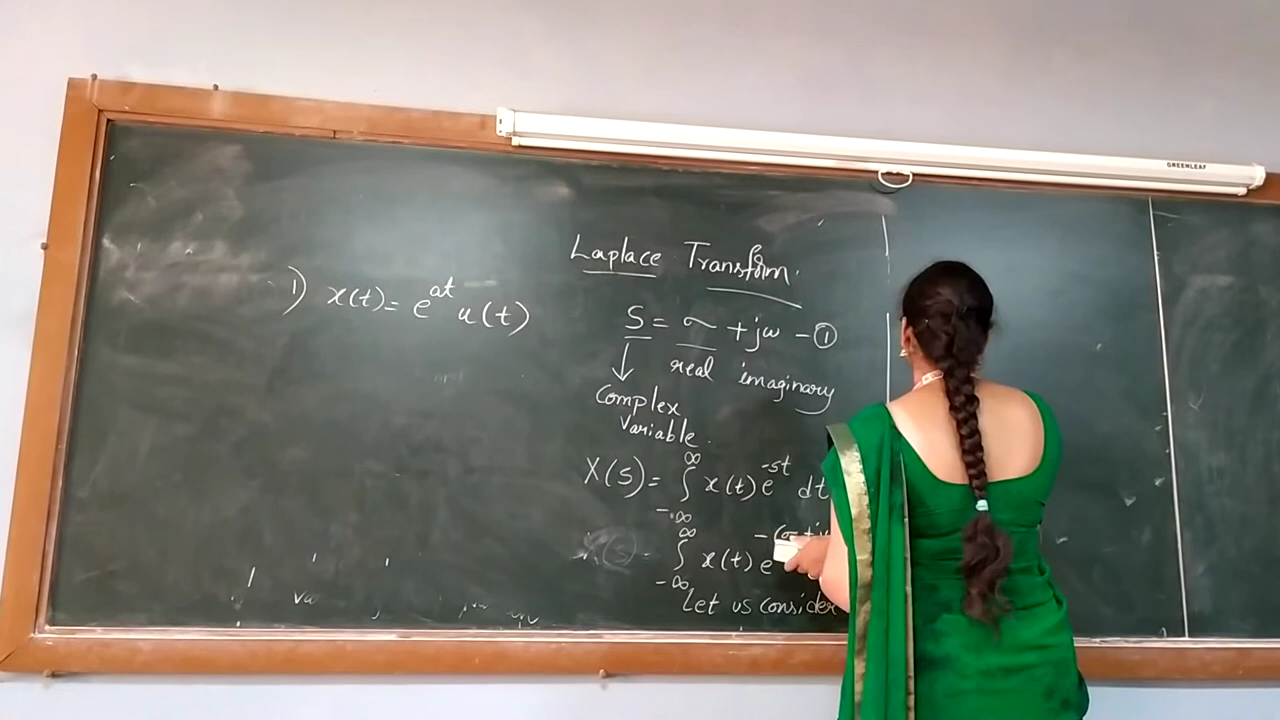 GREENLEAF
Laplace Transform.
1) x(t) = e^at u(t)
S = σ + jω - ①
real imaginary
Complex
Variable.
X(s) = ∫_-∞^∞ x(t) e^-st dt
∫_-∞^∞ x(t) e^-(σ+j
Let us consider